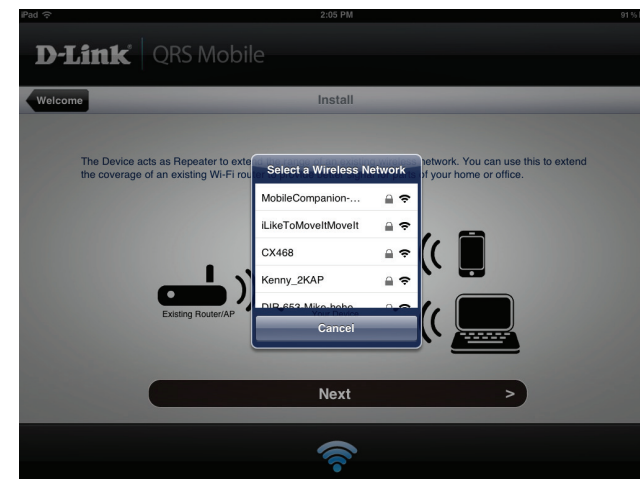 iPad 2:05 PM 91 %
D-Link QRS Mobile
Welcome Install
The Device acts as Repeater to network. You can use this to extend
the coverage of an existing Wi-Fi of your home or office.
Select a Wireless Network
MobileCompanion-...
iLikeToMoveItMoveIt
CX468
Kenny_2KAP
Existing Router/AP
Cancel
Next >